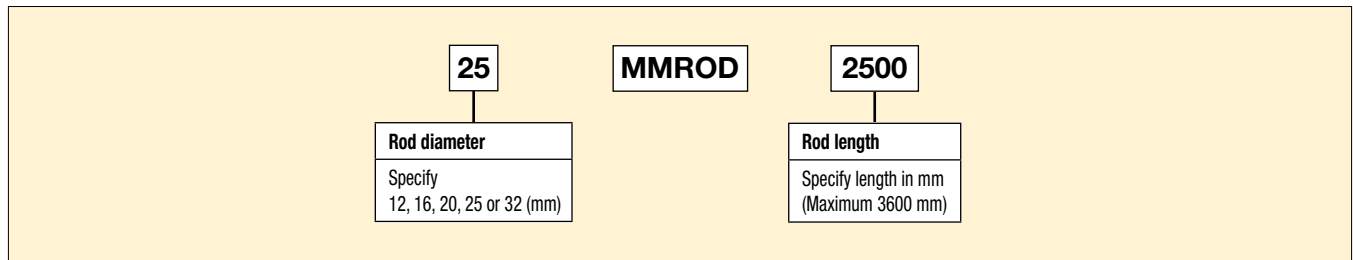 25 MMROD 2500
Rod diameter
Specify
12, 16, 20, 25 or 32 (mm)
Rod length
Specify length in mm
(Maximum 3600 mm)